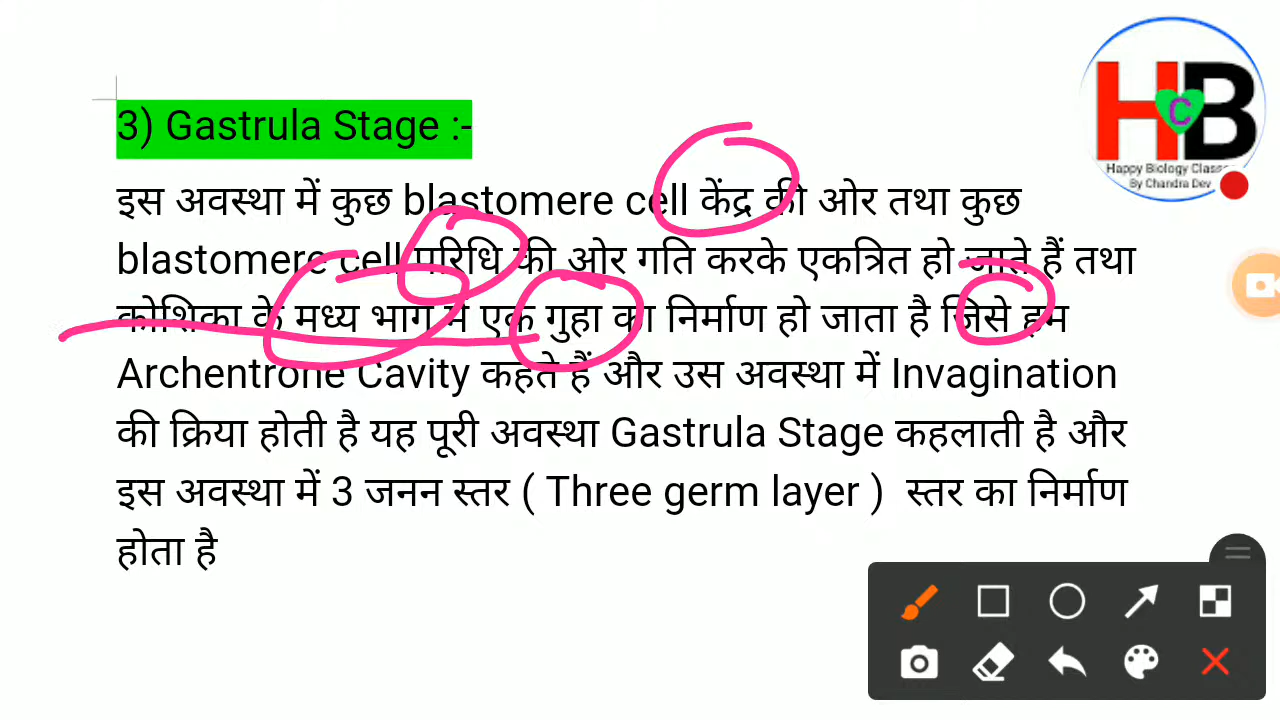 3) Gastrula Stage :-
इस अवस्था में कुछ blastomere cell केंद्र की ओर तथा कुछ
blastomere cell परिधि की ओर गति करके एकत्रित हो जाते हैं तथा
कोशिका के मध्य भाग में एक गुहा का निर्माण हो जाता है जिसे हम
Archentrone Cavity कहते हैं और उस अवस्था में Invagination
की क्रिया होती है यह पूरी अवस्था Gastrula Stage कहलाती है और
इस अवस्था में 3 जनन स्तर ( Three germ layer ) स्तर का निर्माण
होता है
HCB
Happy Biology Classe
By Chandra Dev